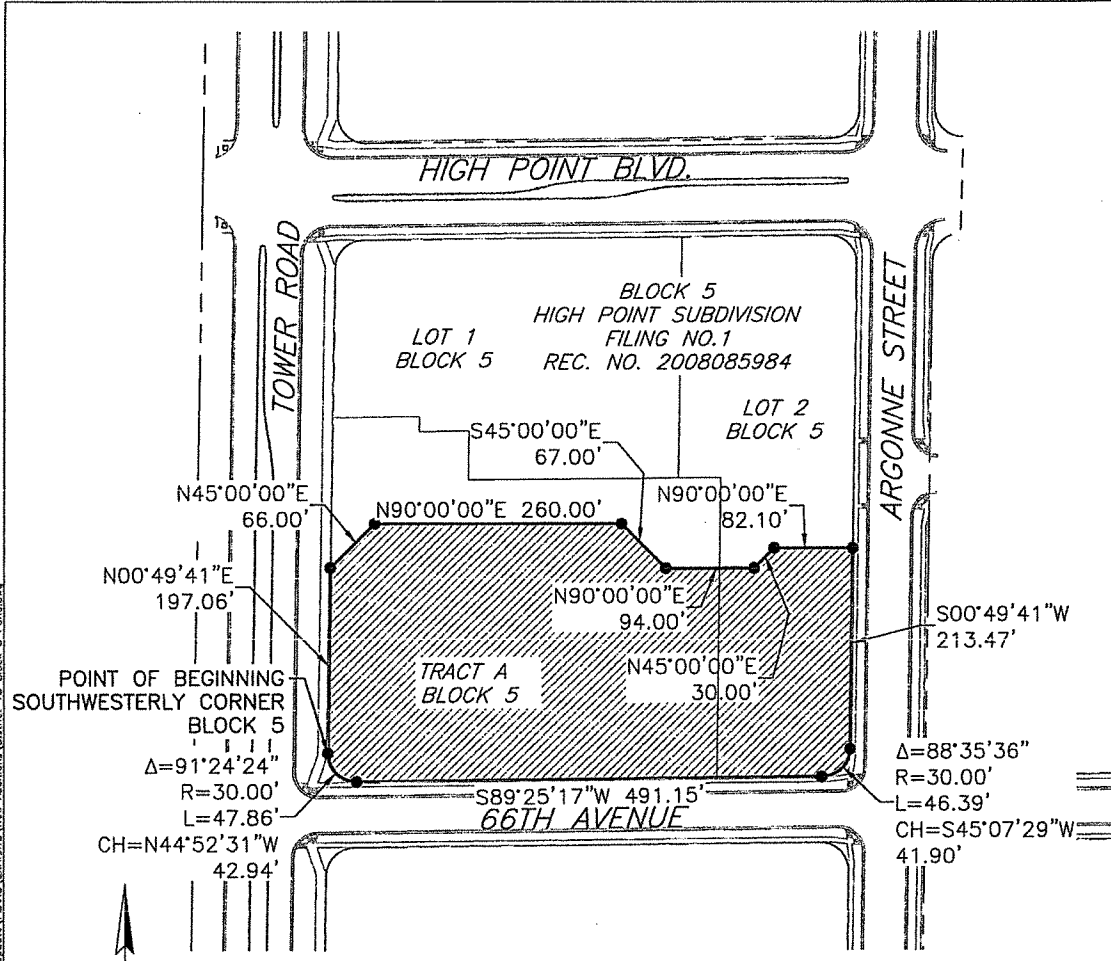 HIGH POINT BLVD.
TOWER ROAD
ARGONNE STREET
BLOCK 5
HIGH POINT SUBDIVISION
FILING NO.1
REC. NO. 2008085984
LOT 1
BLOCK 5
LOT 2
BLOCK 5
S45°00'00"E
67.00'
N45°00'00"E
66.00'
N90°00'00"E 260.00'
N90°00'00"E
82.10'
N00°49'41"E
197.06'
N90°00'00"E
94.00'
S00°49'41"W
213.47'
N45°00'00"E
30.00'
TRACT A
BLOCK 5
POINT OF BEGINNING
SOUTHWESTERLY CORNER
BLOCK 5
Δ=91°24'24"
R=30.00'
L=47.86'
CH=N44°52'31"W
42.94'
S89°25'17"W 491.15'
66TH AVENUE
Δ=88°35'36"
R=30.00'
L=46.39'
CH=S45°07'29"W
41.90'